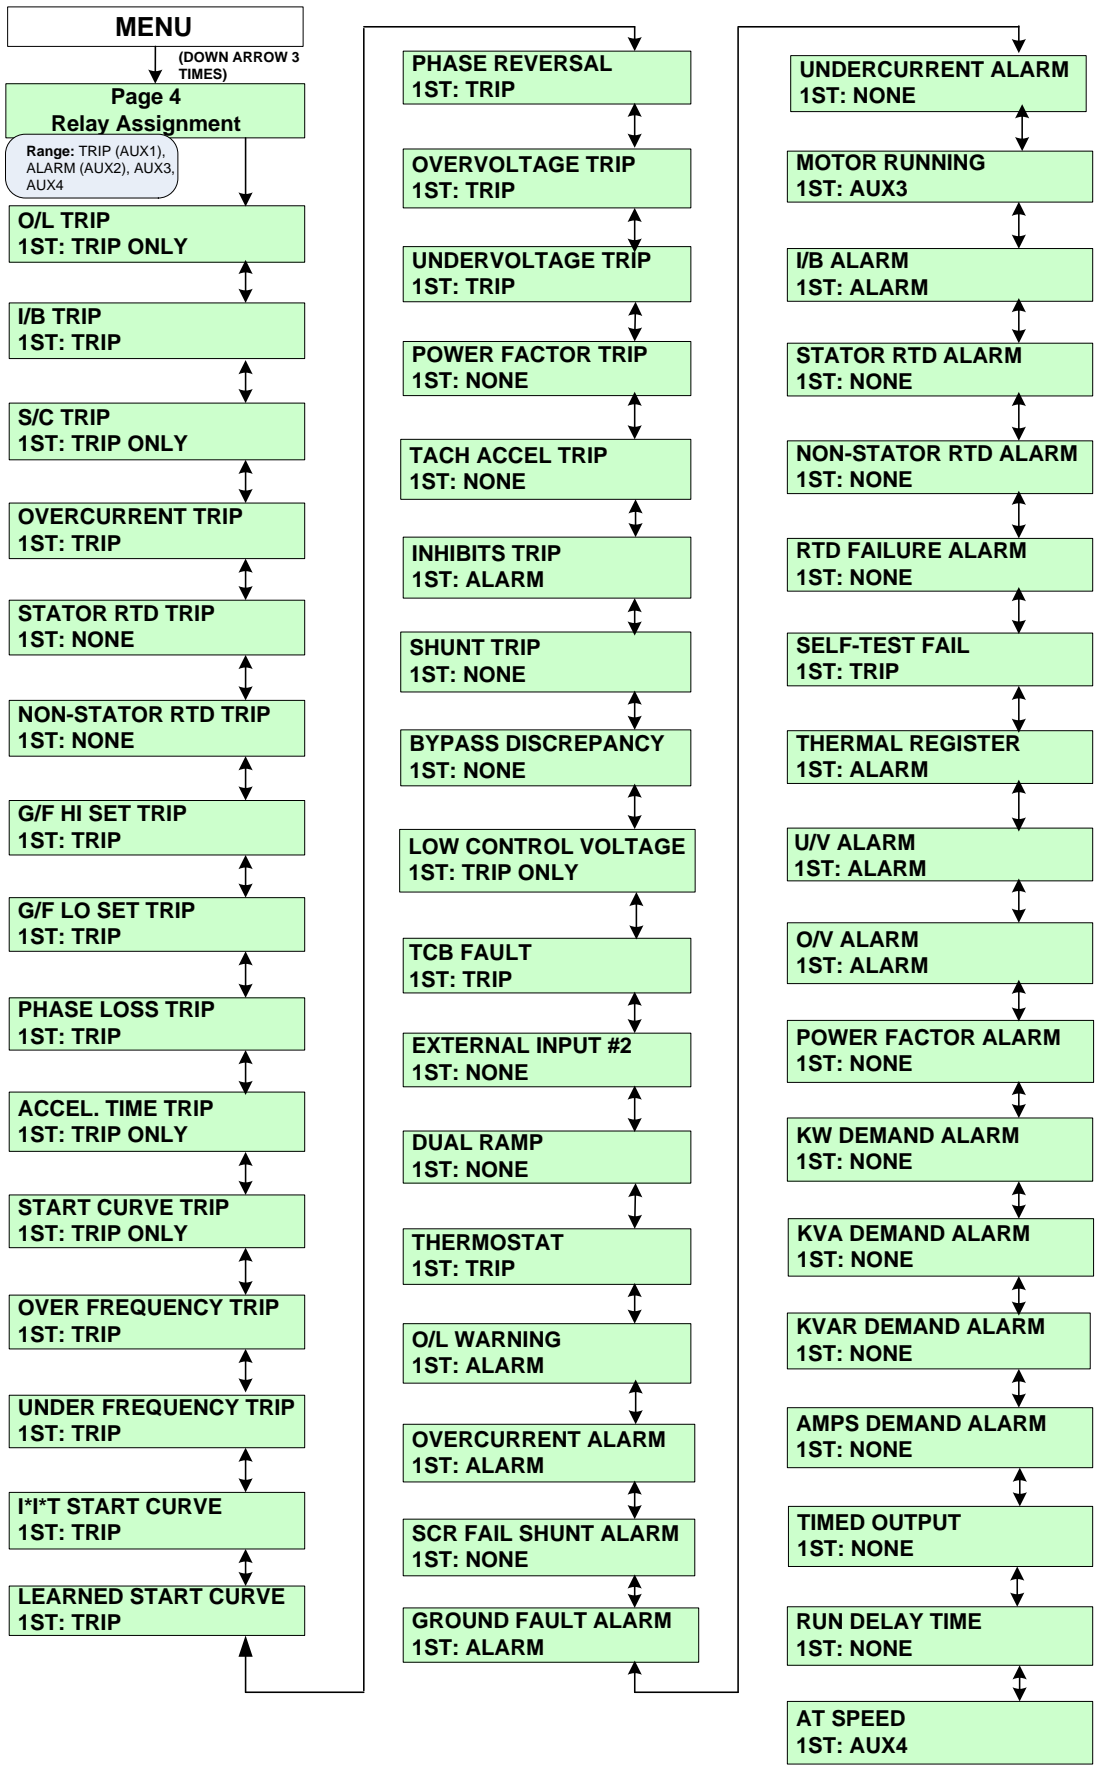 MENU
(DOWN ARROW 3
TIMES)
Page 4
Relay Assignment
Range: TRIP (AUX1),
ALARM (AUX2), AUX3,
AUX4
O/L TRIP
1ST: TRIP ONLY
I/B TRIP
1ST: TRIP
S/C TRIP
1ST: TRIP ONLY
OVERCURRENT TRIP
1ST: TRIP
STATOR RTD TRIP
1ST: NONE
NON-STATOR RTD TRIP
1ST: NONE
G/F HI SET TRIP
1ST: TRIP
G/F LO SET TRIP
1ST: TRIP
PHASE LOSS TRIP
1ST: TRIP
ACCEL. TIME TRIP
1ST: TRIP ONLY
START CURVE TRIP
1ST: TRIP ONLY
OVER FREQUENCY TRIP
1ST: TRIP
UNDER FREQUENCY TRIP
1ST: TRIP
I*I*T START CURVE
1ST: TRIP
LEARNED START CURVE
1ST: TRIP
PHASE REVERSAL
1ST: TRIP
OVERVOLTAGE TRIP
1ST: TRIP
UNDERVOLTAGE TRIP
1ST: TRIP
POWER FACTOR TRIP
1ST: NONE
TACH ACCEL TRIP
1ST: NONE
INHIBITS TRIP
1ST: ALARM
SHUNT TRIP
1ST: NONE
BYPASS DISCREPANCY
1ST: NONE
LOW CONTROL VOLTAGE
1ST: TRIP ONLY
TCB FAULT
1ST: TRIP
EXTERNAL INPUT #2
1ST: NONE
DUAL RAMP
1ST: NONE
THERMOSTAT
1ST: TRIP
O/L WARNING
1ST: ALARM
OVERCURRENT ALARM
1ST: ALARM
SCR FAIL SHUNT ALARM
1ST: NONE
GROUND FAULT ALARM
1ST: ALARM
UNDERCURRENT ALARM
1ST: NONE
MOTOR RUNNING
1ST: AUX3
I/B ALARM
1ST: ALARM
STATOR RTD ALARM
1ST: NONE
NON-STATOR RTD ALARM
1ST: NONE
RTD FAILURE ALARM
1ST: NONE
SELF-TEST FAIL
1ST: TRIP
THERMAL REGISTER
1ST: ALARM
U/V ALARM
1ST: ALARM
O/V ALARM
1ST: ALARM
POWER FACTOR ALARM
1ST: NONE
KW DEMAND ALARM
1ST: NONE
KVA DEMAND ALARM
1ST: NONE
KVAR DEMAND ALARM
1ST: NONE
AMPS DEMAND ALARM
1ST: NONE
TIMED OUTPUT
1ST: NONE
RUN DELAY TIME
1ST: NONE
AT SPEED
1ST: AUX4